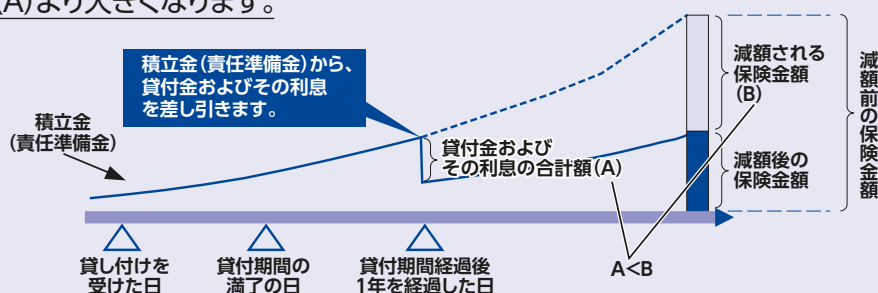 (A)より大きくなります。
積立金(責任準備金)から、
貸付金およびその利息
を差し引きます。
積立金
(責任準備金)
貸付金および
その利息の合計額(A)
減額される
保険金額
(B)
減額後の
保険金額
減額前の保険金額
貸し付けを
受けた日
貸付期間の
満了の日
貸付期間経過後
1年を経過した日
A<B